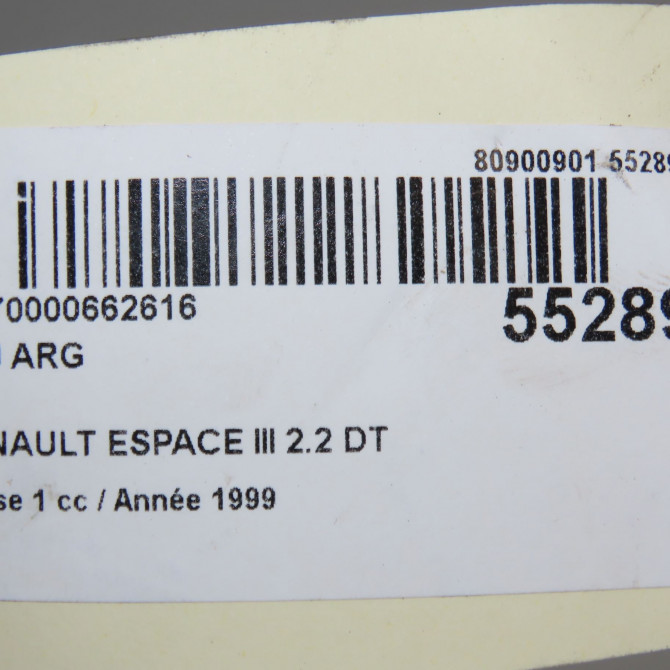 80900901 55289
70000662616
55289
ARG
NAULT ESPACE III 2.2 DT
se 1 cc / Année 1999